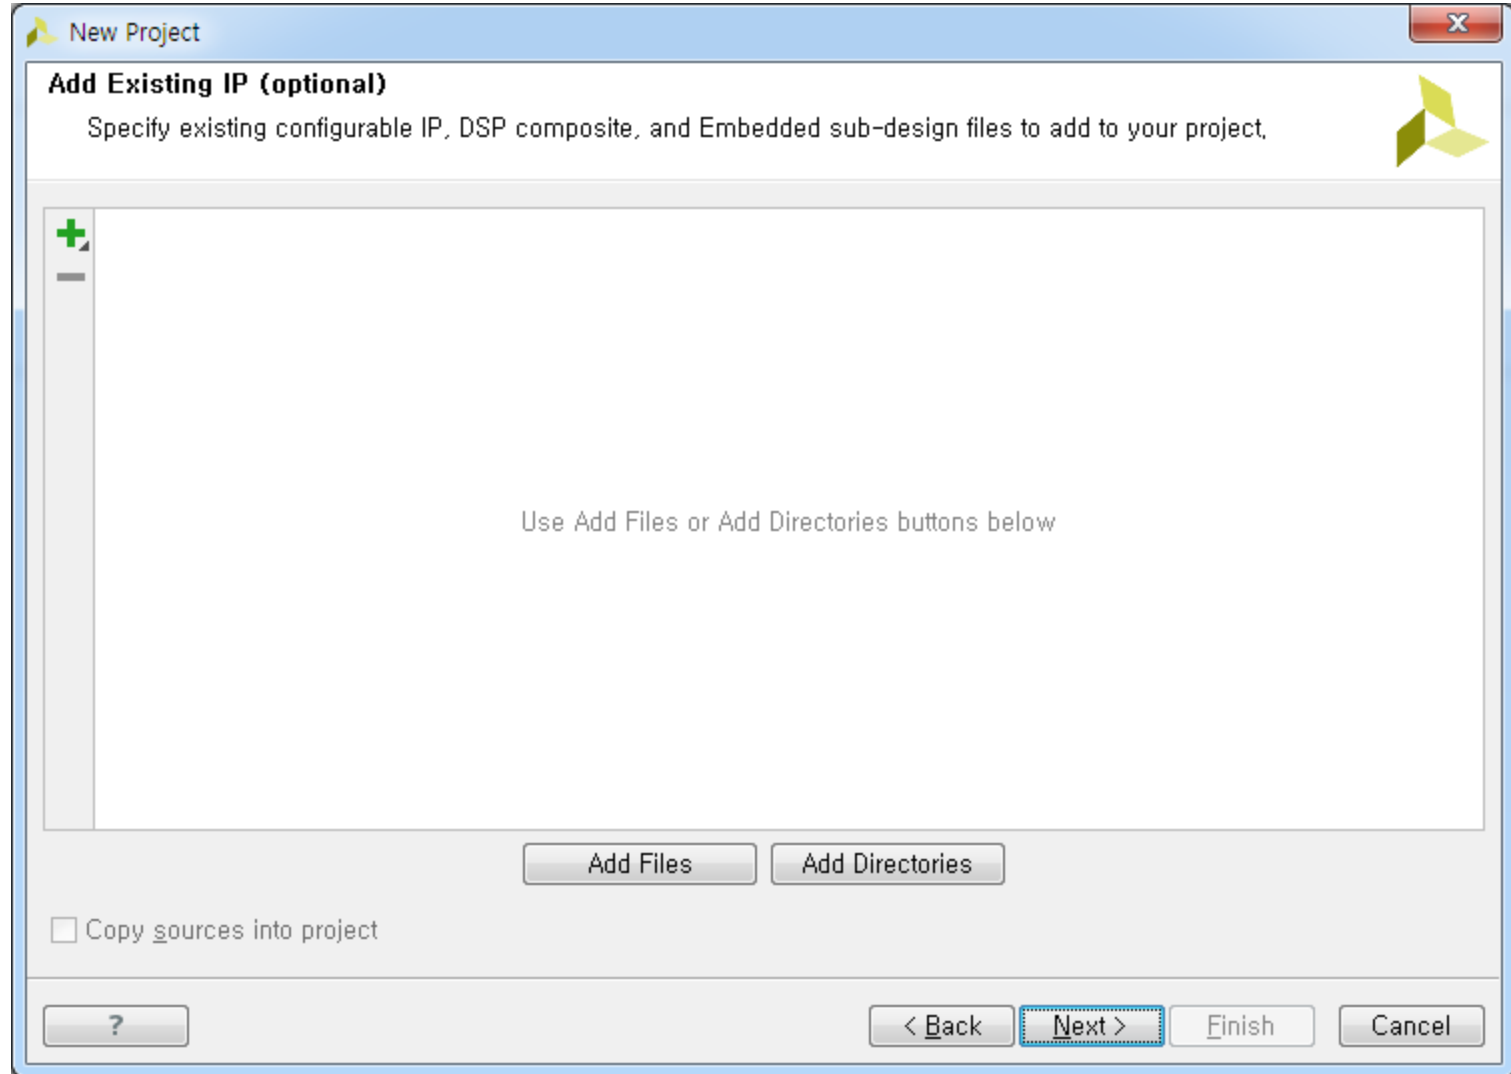 New Project
Add Existing IP (optional)
Specify existing configurable IP, DSP composite, and Embedded sub-design files to add to your project.
Use Add Files or Add Directories buttons below
Add Files
Add Directories
Copy sources into project
?
< Back
Next >
Finish
Cancel